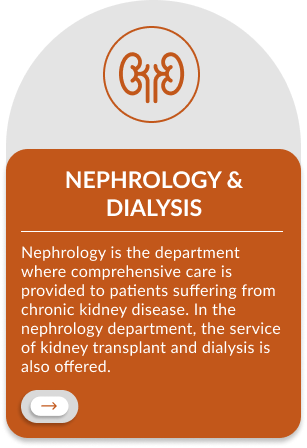 NEPHROLOGY &
DIALYSIS
Nephrology is the department
where comprehensive care is
provided to patients suffering from
chronic kidney disease. In the
nephrology department, the service
of kidney transplant and dialysis is
also offered.